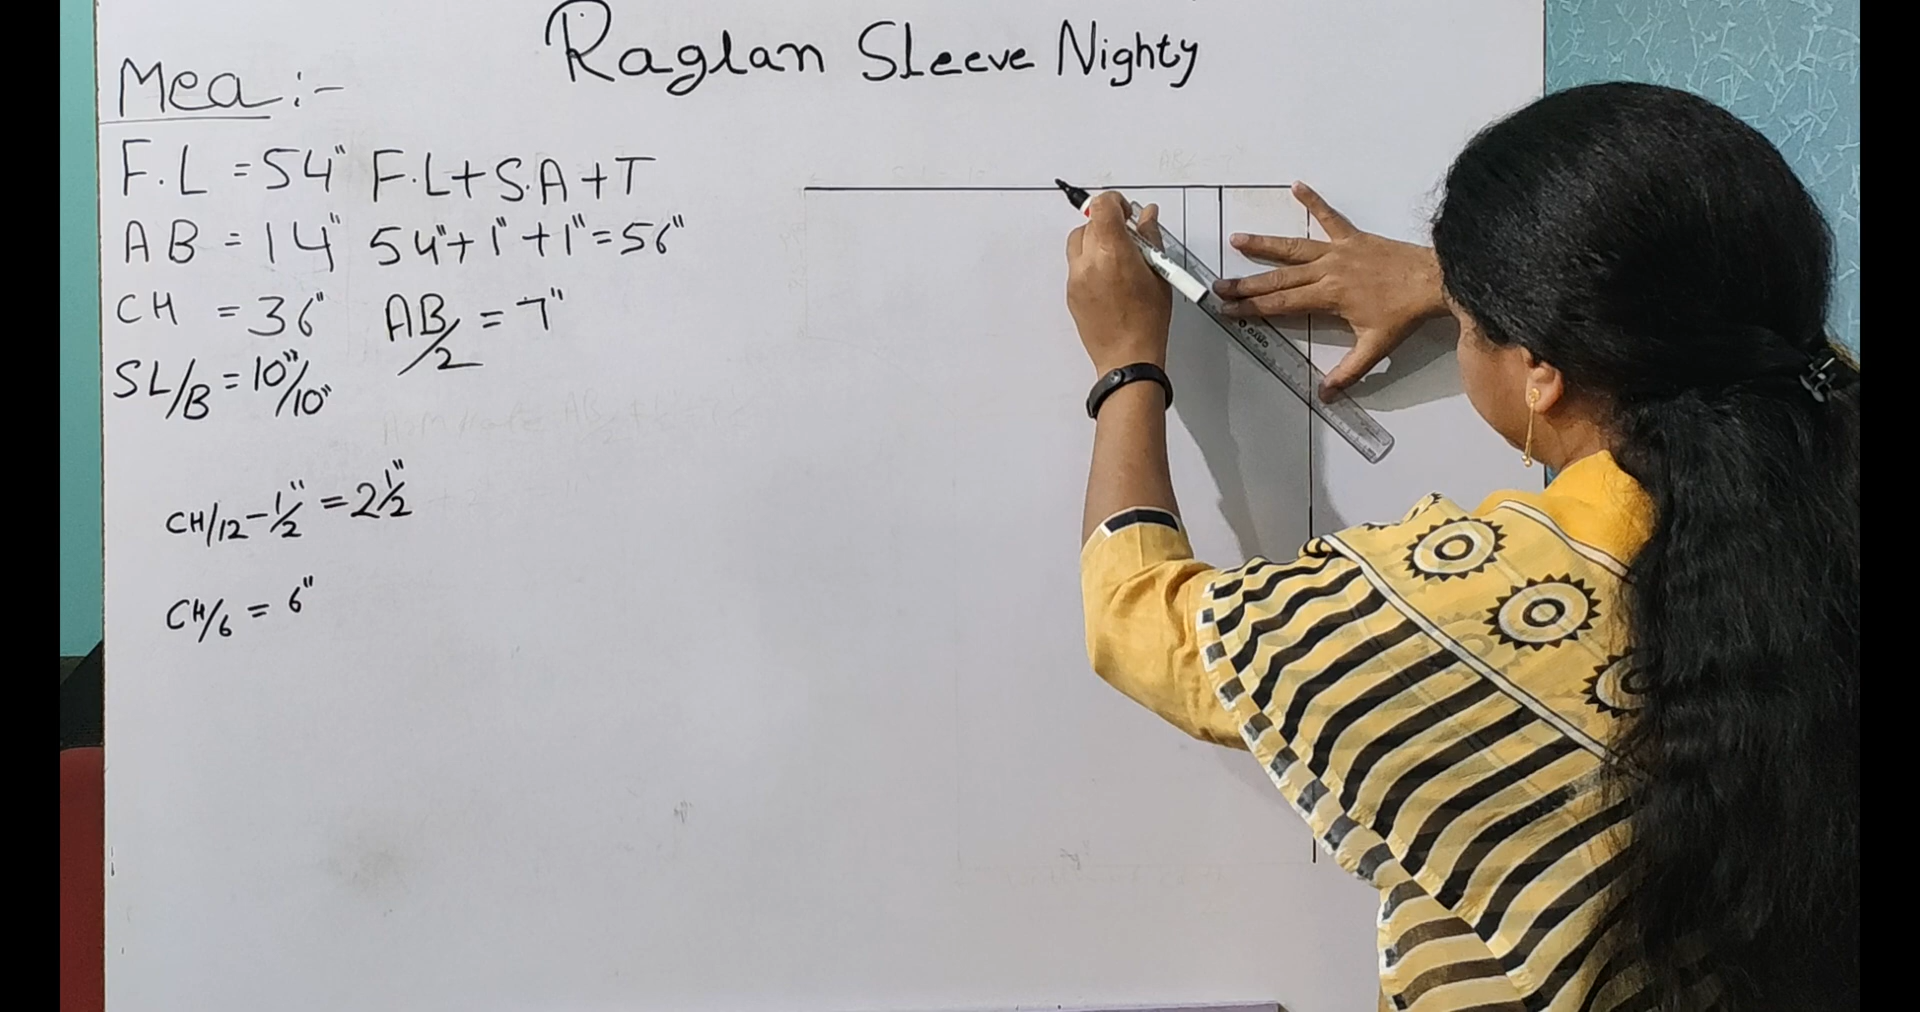 Raglan Sleeve Nighty
Mea :-
F.L = 54" F.L + S.A + T
AB = 14" 54" + 1" + 1" = 56"
CH = 36" AB/2 = 7"
SL/B = 10"/10"
CH/12 - 1/2" = 2 1/2"
CH/6 = 6"